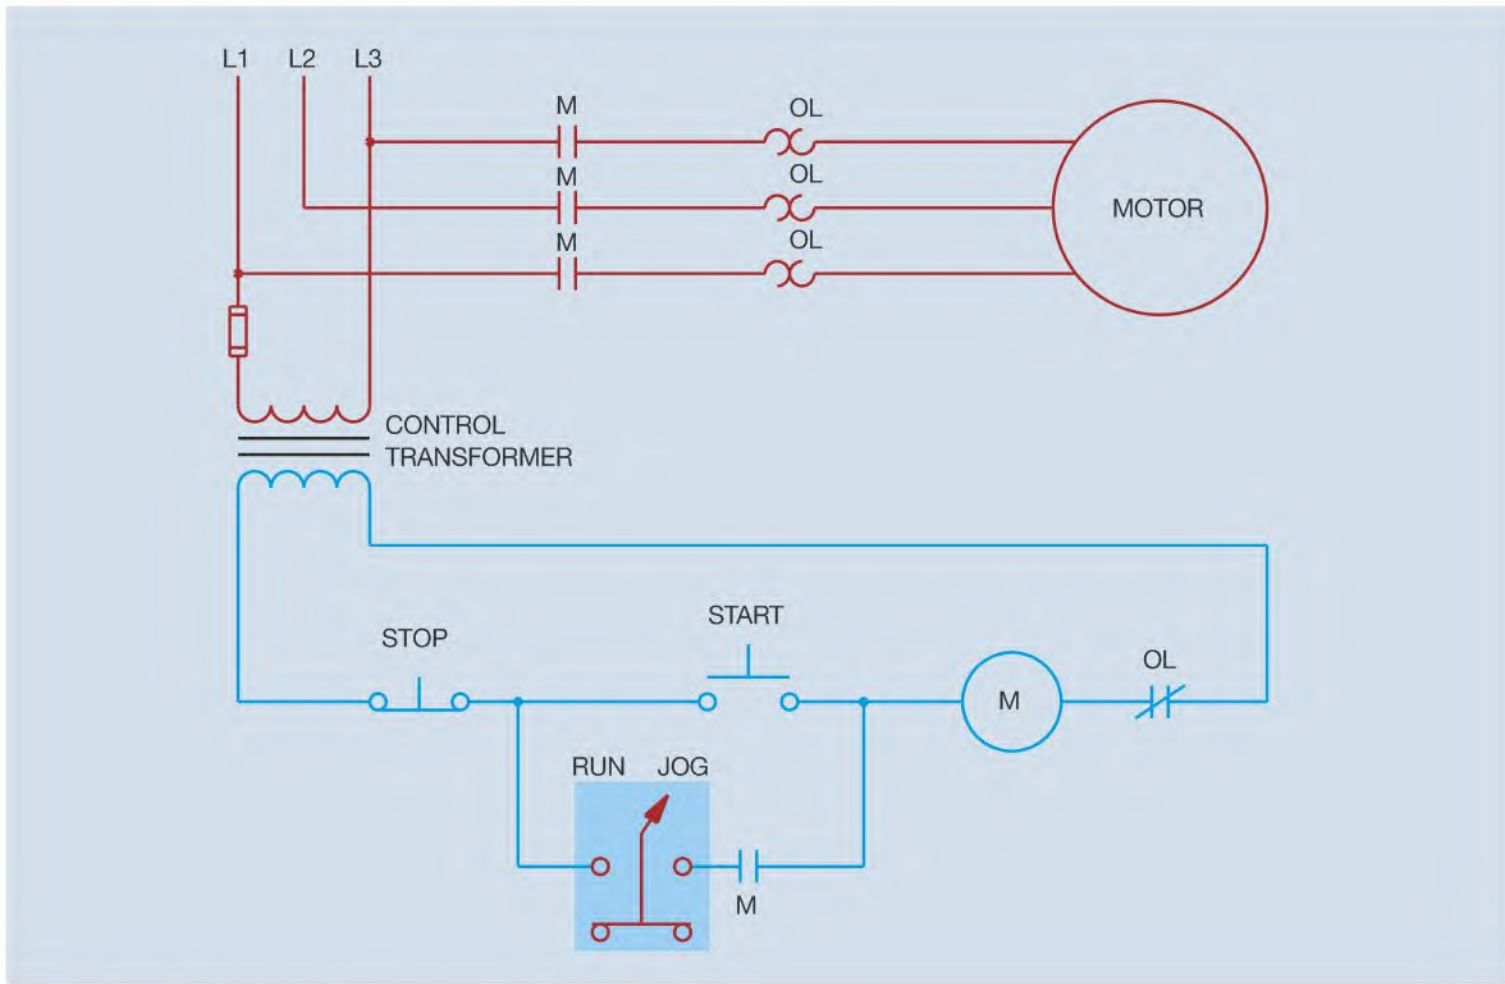 L1 L2 L3
M
OL
M
OL
M
OL
MOTOR
CONTROL
TRANSFORMER
STOP
START
M
OL
RUN JOG
M